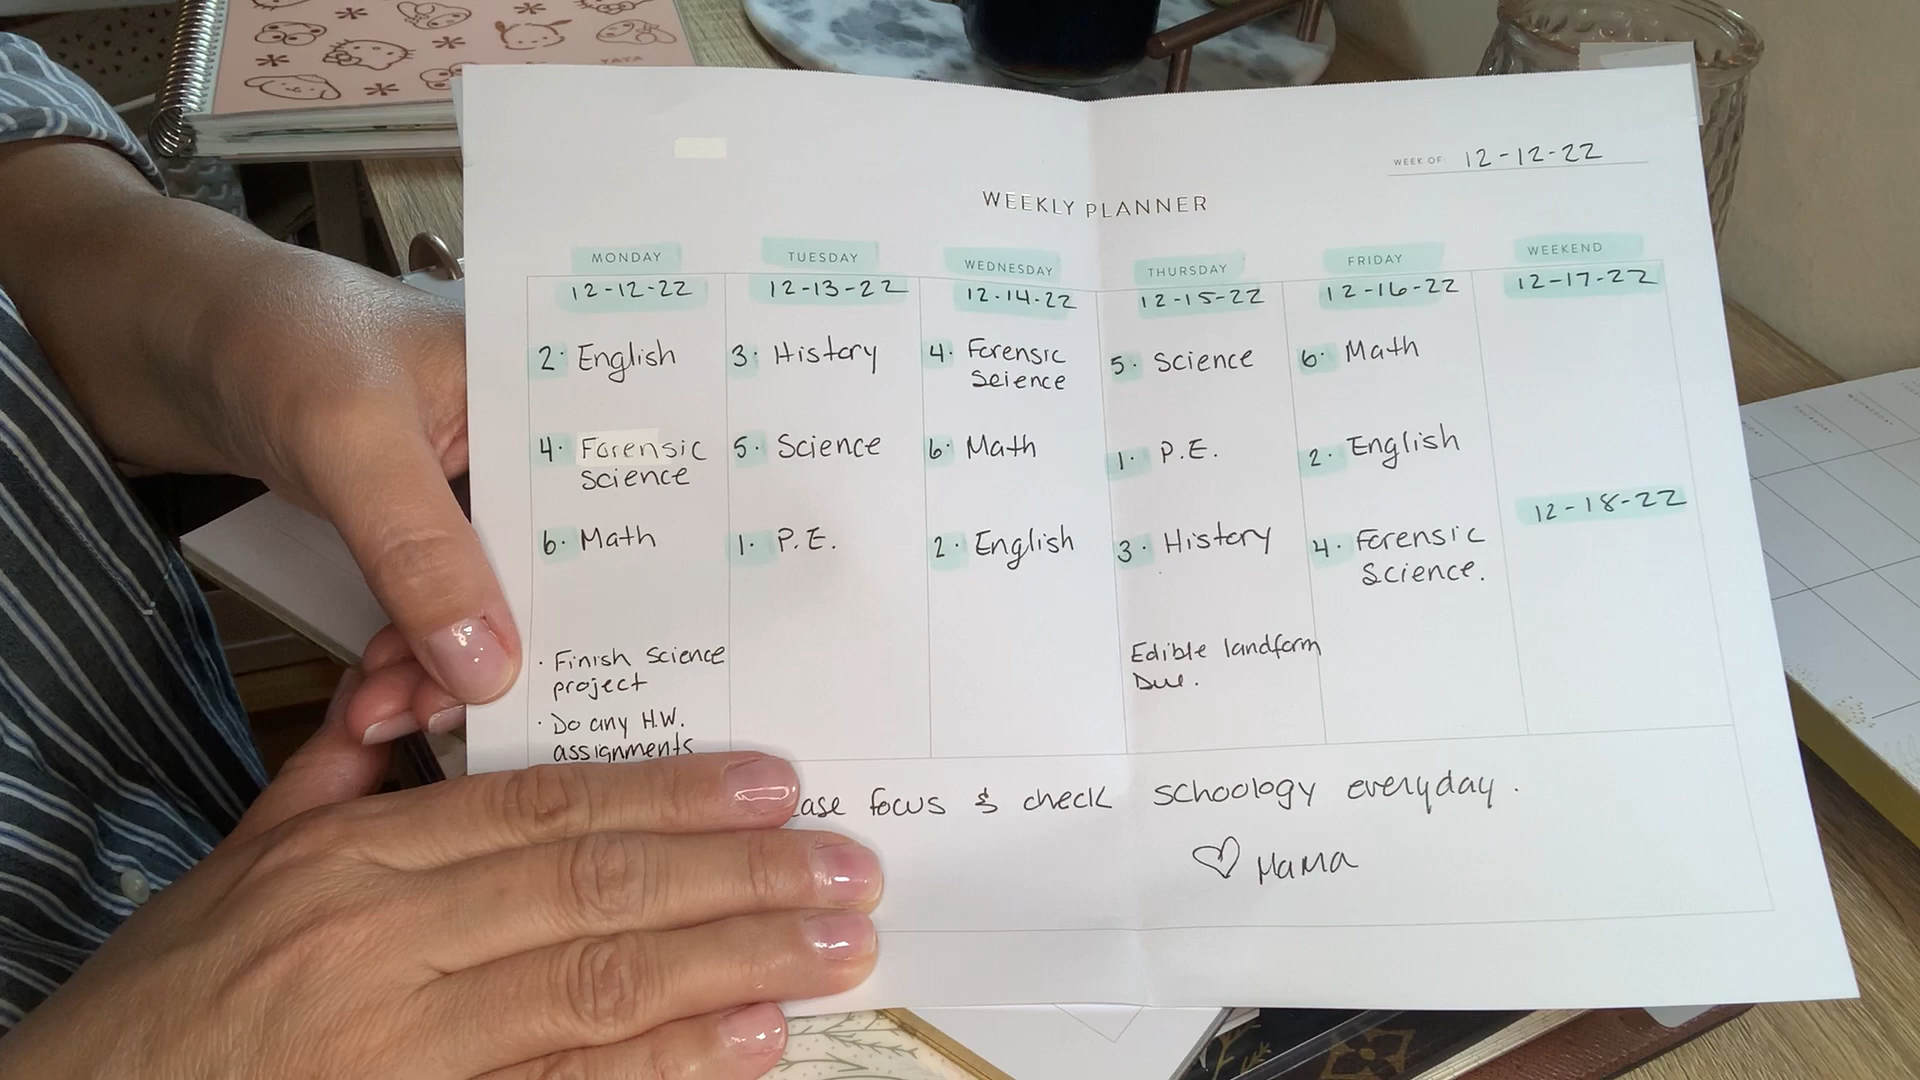 WEEK OF: 12-12-22
WEEKLY PLANNER
MONDAY
12-12-22
2. English
4. Forensic
Science
6. Math
· Finish Science
project
· Do any H.W.
assignments
TUESDAY
12-13-22
3. History
5. Science
1. P.E.
WEDNESDAY
12-14-22
4. Forensic
Science
6. Math
2. English
THURSDAY
12-15-22
5. Science
1. P.E.
3. History
Edible landform
Due.
FRIDAY
12-16-22
6. Math
2. English
4. Forensic
Science.
WEEKEND
12-17-22
12-18-22
focus & check schoology everyday.
♡ Mama
THURSDAY
WEDNESDAY